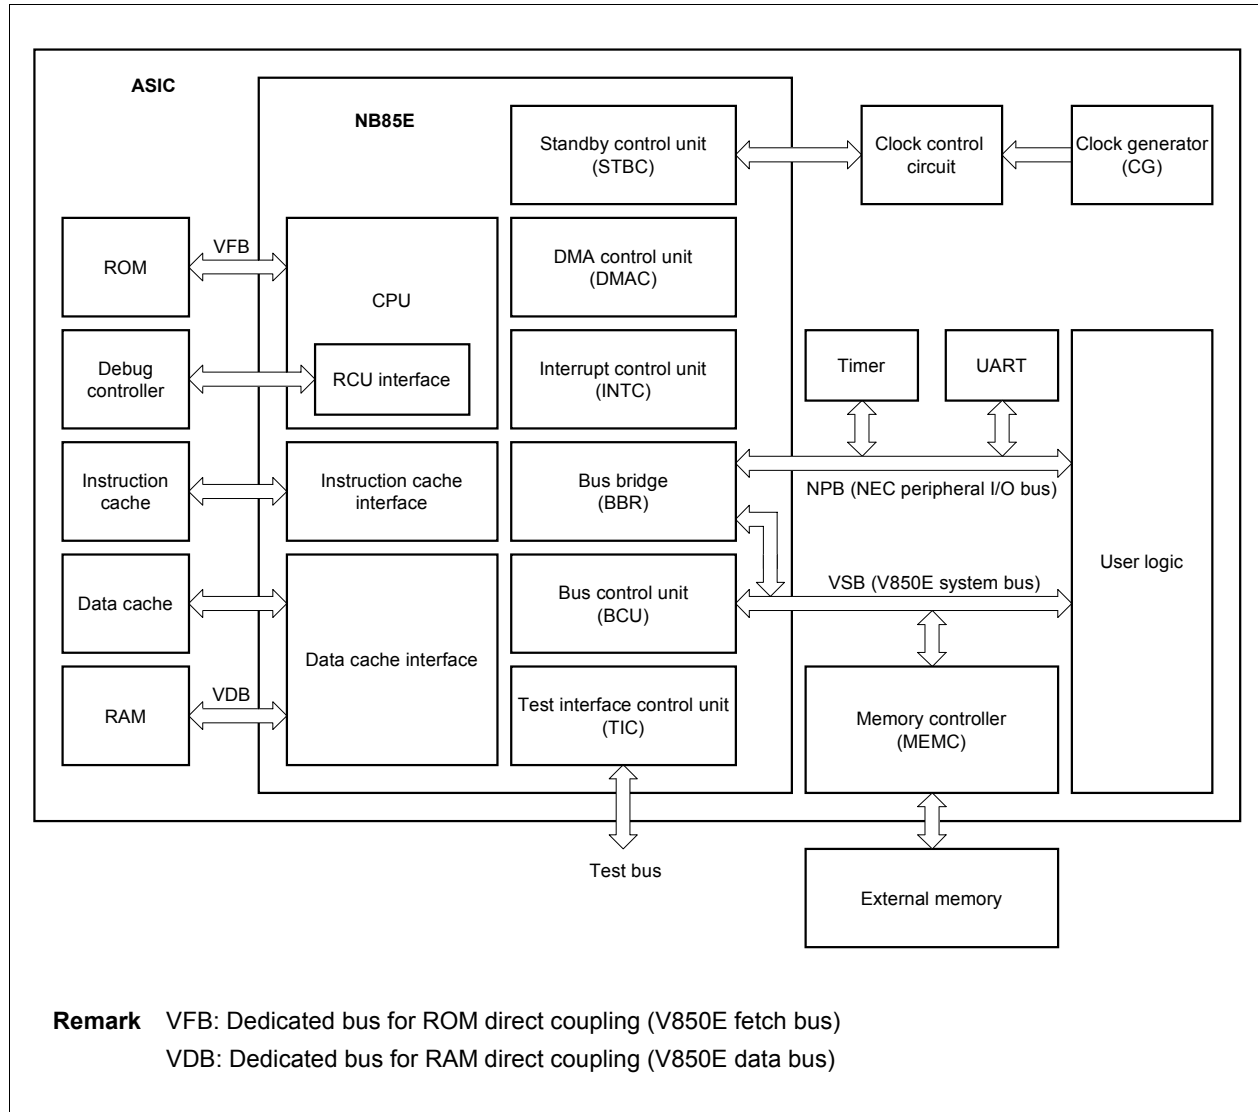 ASIC
NB85E
Standby control unit
(STBC)
Clock control
circuit
Clock generator
(CG)
ROM
VFB
CPU
DMA control unit
(DMAC)
Debug
controller
RCU interface
Interrupt control unit
(INTC)
Timer
UART
Instruction
cache
Instruction cache
interface
Bus bridge
(BBR)
NPB (NEC peripheral I/O bus)
User logic
Data cache
Bus control unit
(BCU)
VSB (V850E system bus)
Data cache interface
RAM
VDB
Test interface control unit
(TIC)
Memory controller
(MEMC)
Test bus
External memory
Remark VFB: Dedicated bus for ROM direct coupling (V850E fetch bus)
VDB: Dedicated bus for RAM direct coupling (V850E data bus)